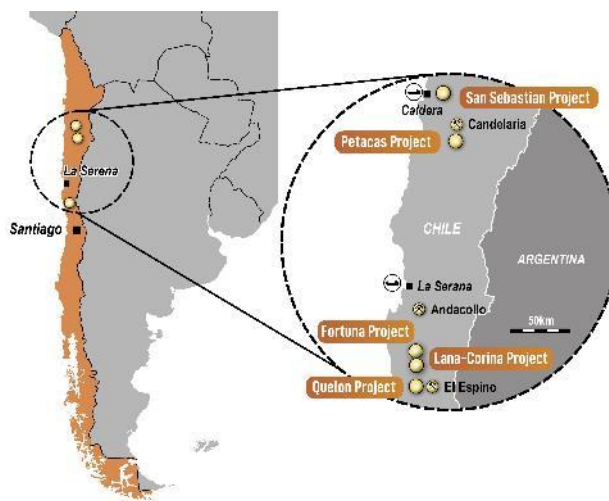 La Serena
Santiago
San Sebastian Project
Caldera
Candelaria
Petacas Project
CHILE
ARGENTINA
La Serana
Andacollo
50km
Fortuna Project
Lana-Corina Project
Quelon Project
El Espino